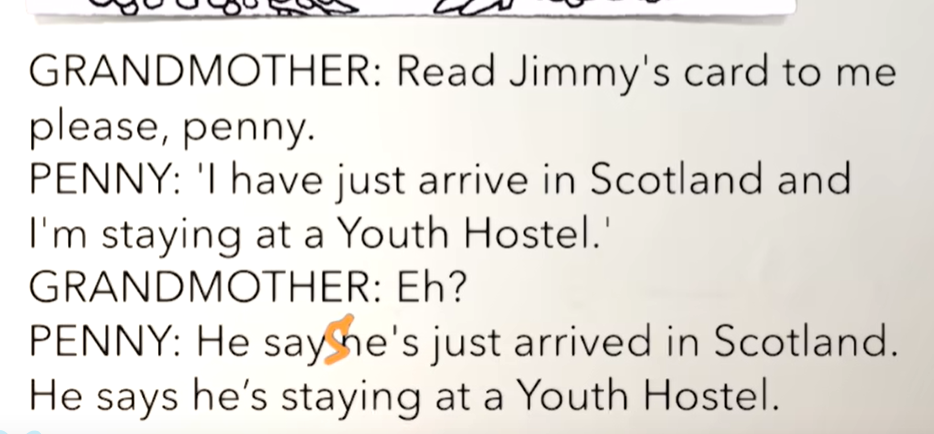 GRANDMOTHER: Read Jimmy's card to me
please, penny.
PENNY: 'I have just arrive in Scotland and
I'm staying at a Youth Hostel.'
GRANDMOTHER: Eh?
PENNY: He says he's just arrived in Scotland.
He says he’s staying at a Youth Hostel.